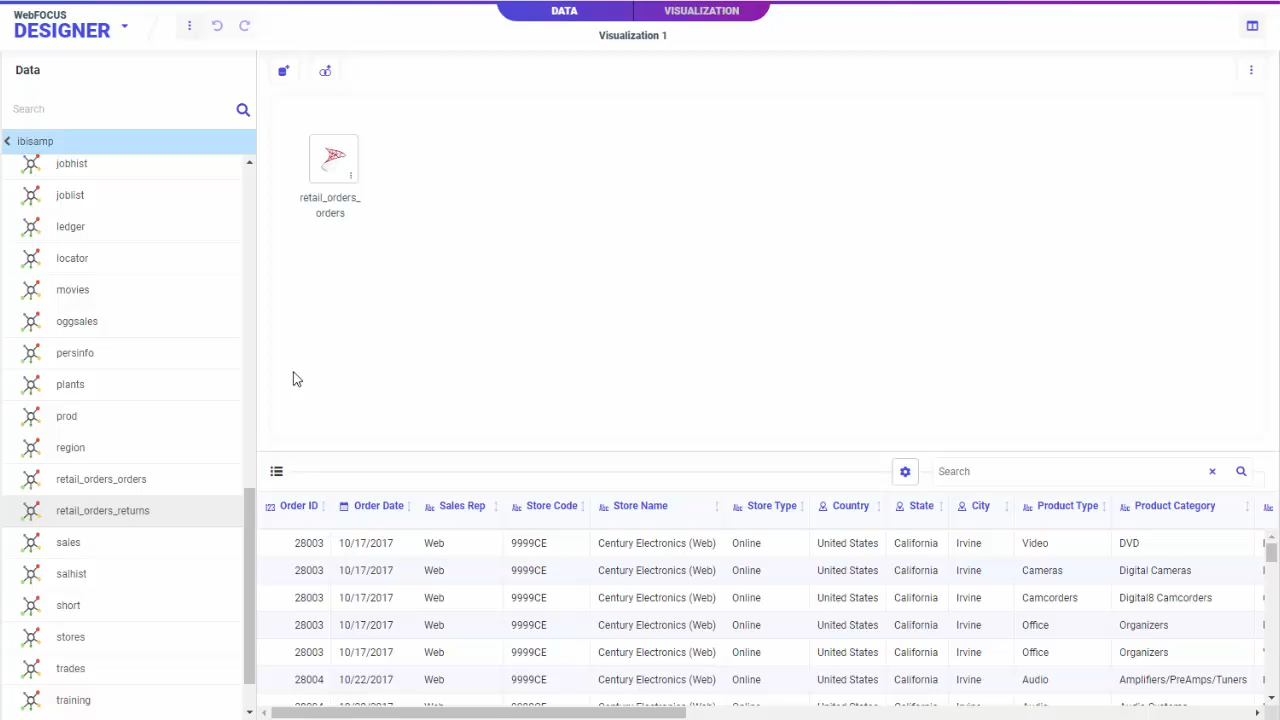 WebFOCUS
DESIGNER
DATA
VISUALIZATION
Visualization 1
Data
Search
ibisamp
jobhist
joblist
ledger
locator
movies
oggsales
persinfo
plants
prod
region
retail_orders_orders
retail_orders_returns
sales
salhist
short
stores
trades
training
retail_orders_
orders
Search
Order ID Order Date Sales Rep Store Code Store Name Store Type Country State City Product Type Product Category
28003 10/17/2017 Web 9999CE Century Electronics (Web) Online United States California Irvine Video DVD
28003 10/17/2017 Web 9999CE Century Electronics (Web) Online United States California Irvine Cameras Digital Cameras
28003 10/17/2017 Web 9999CE Century Electronics (Web) Online United States California Irvine Camcorders Digital8 Camcorders
28003 10/17/2017 Web 9999CE Century Electronics (Web) Online United States California Irvine Office Organizers
28003 10/17/2017 Web 9999CE Century Electronics (Web) Online United States California Irvine Office Organizers
28004 10/22/2017 Web 9999CE Century Electronics (Web) Online United States California Irvine Audio Amplifiers/PreAmps/Tuners